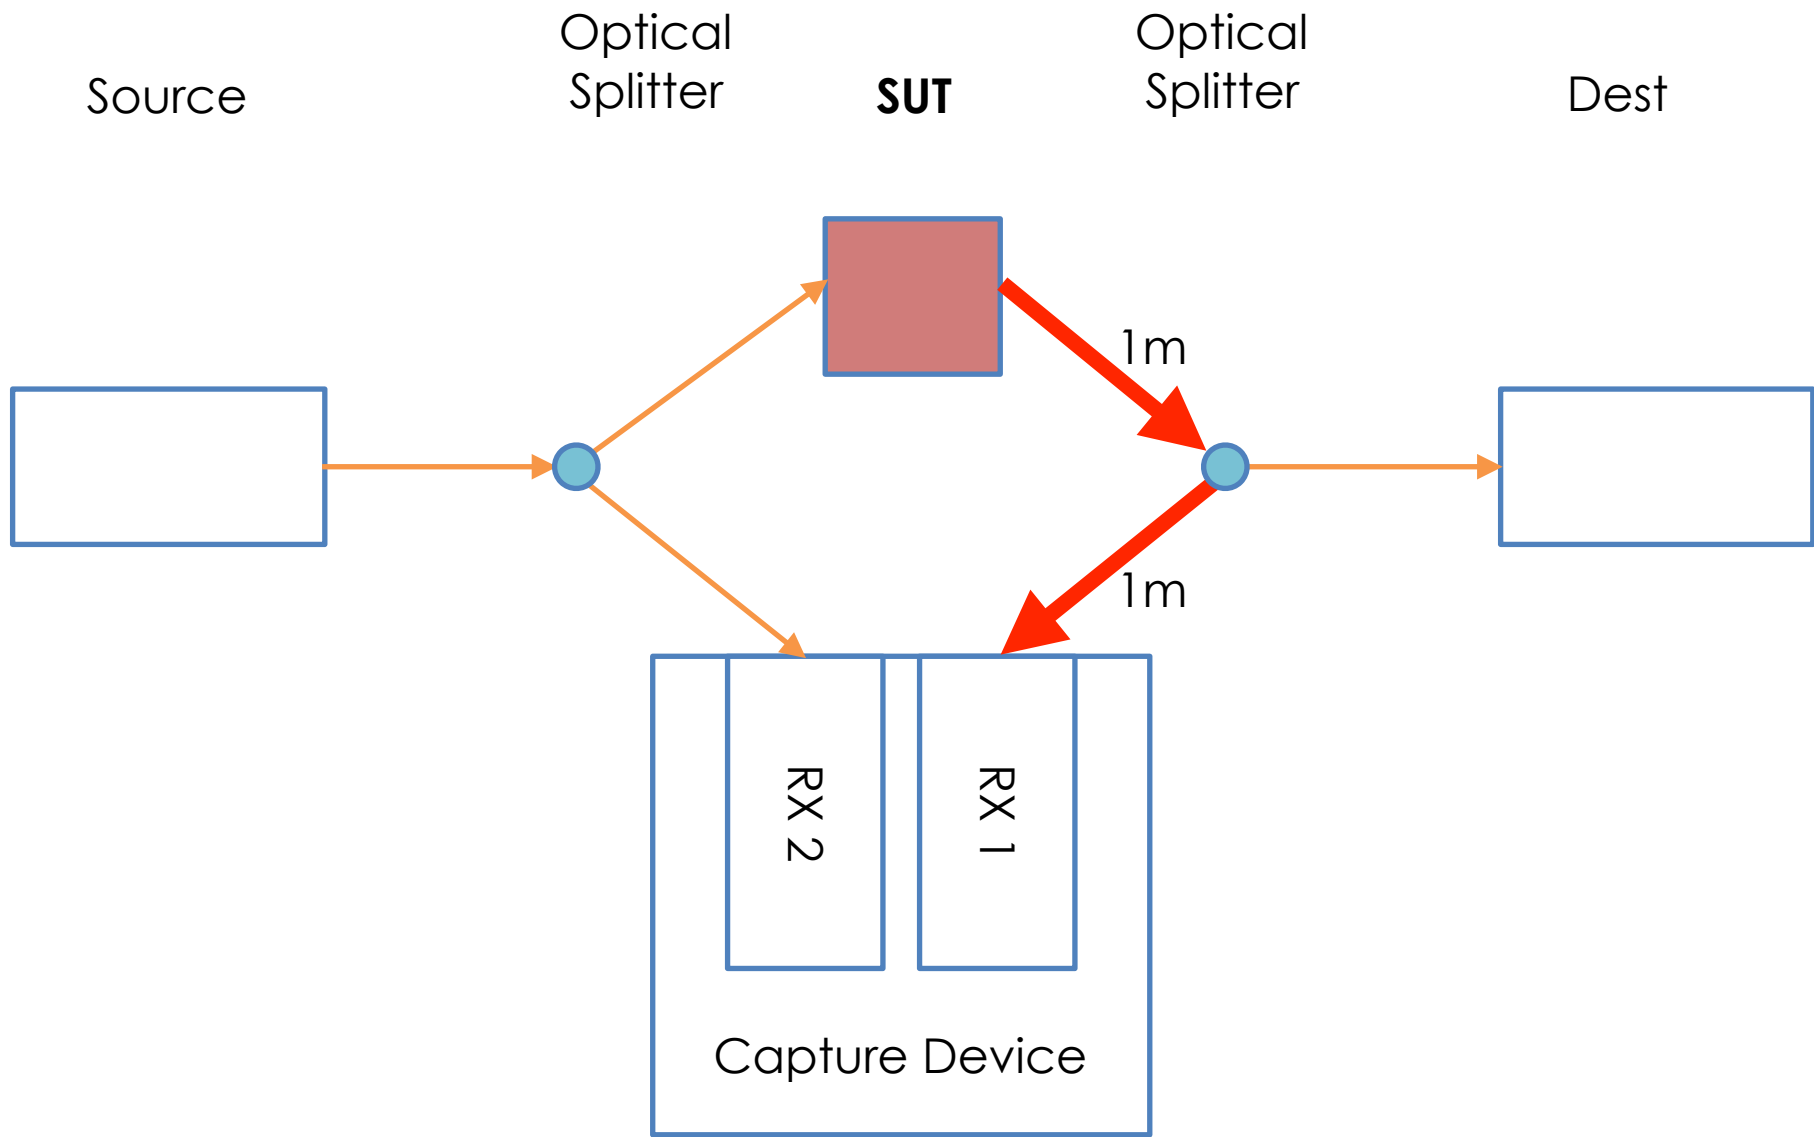 Source
Optical
Splitter
SUT
Optical
Splitter
Dest
1m
1m
RX 2
RX 1
Capture Device